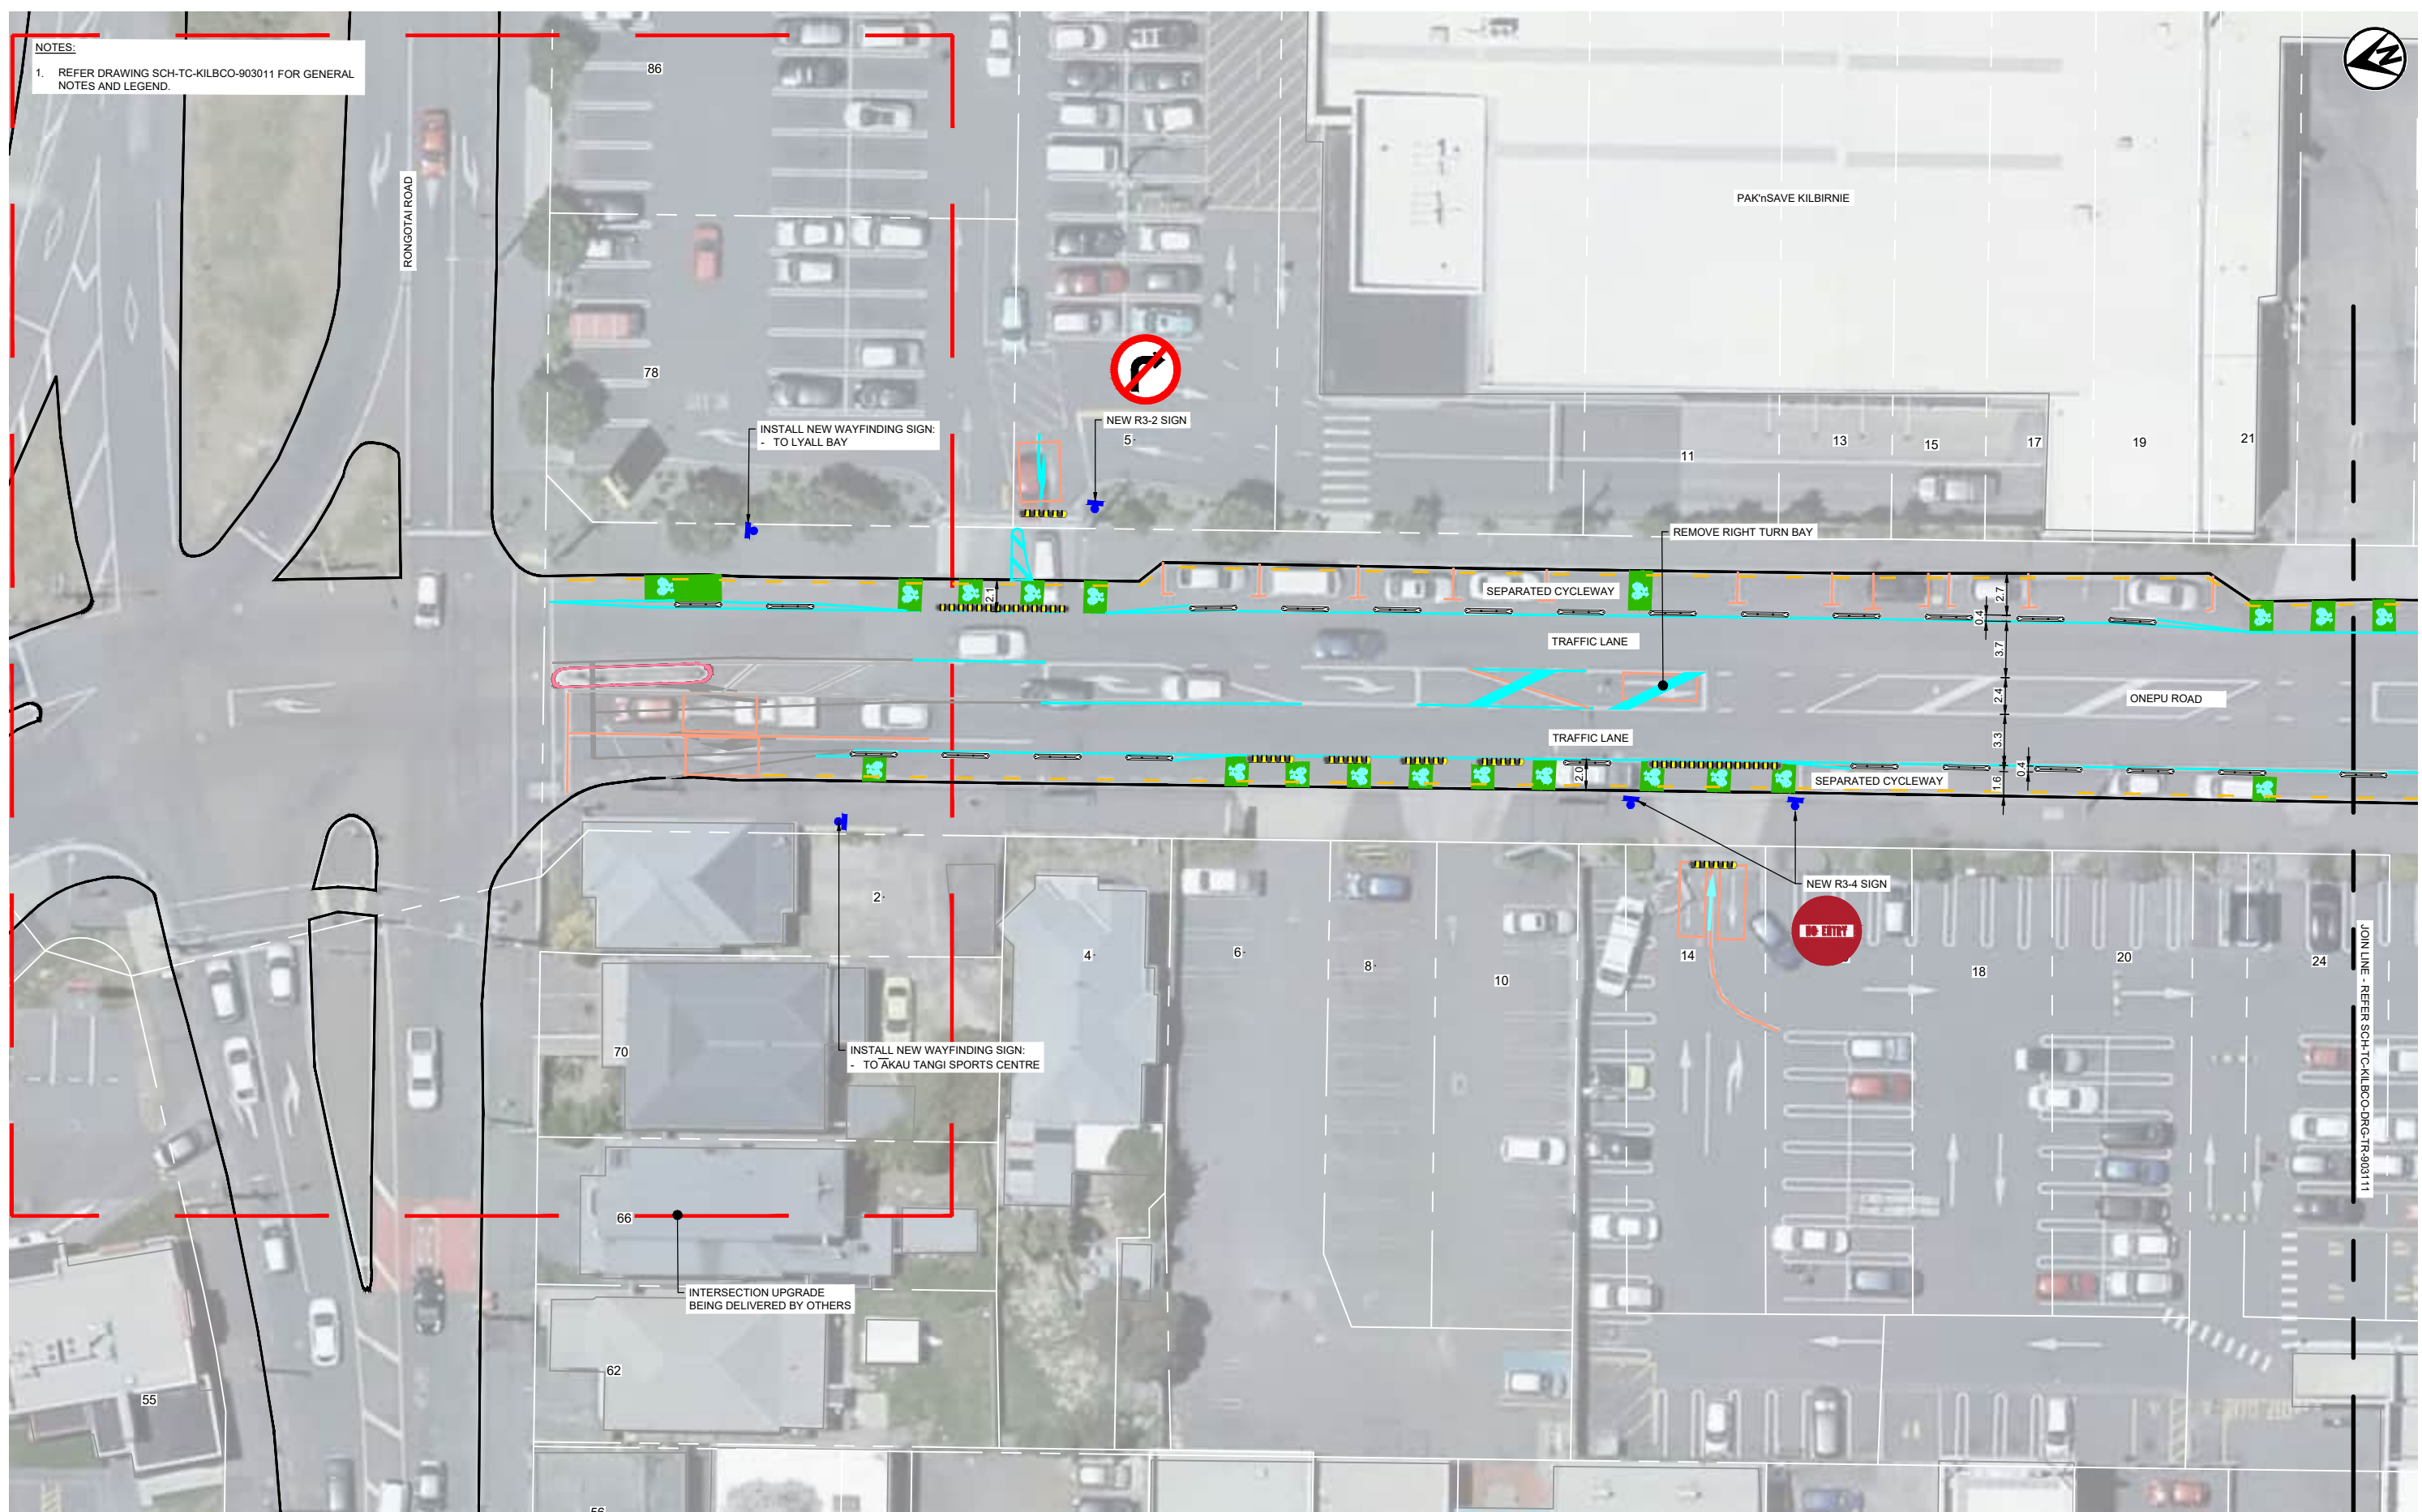 NOTES:
1. REFER DRAWING SCH-TC-KILBCO-903011 FOR GENERAL
NOTES AND LEGEND.
N
RONGOTAI ROAD
86
78
INSTALL NEW WAYFINDING SIGN:
- TO LYALL BAY
NEW R3-2 SIGN
5
PAK'nSAVE KILBIRNIE
11
13
15
17
19
21
REMOVE RIGHT TURN BAY
SEPARATED CYCLEWAY
2.1
TRAFFIC LANE
2.7
0.4
3.7
2.4
3.3
0.4
1.6
ONEPU ROAD
TRAFFIC LANE
2.0
SEPARATED CYCLEWAY
NEW R3-4 SIGN
NO ENTRY
2
4
6
8
10
14
18
20
24
JOIN LINE - REFER SCH-TC-KILBCO-DRG-TR-903111
70
INSTALL NEW WAYFINDING SIGN:
- TO ĀKAU TANGI SPORTS CENTRE
66
INTERSECTION UPGRADE
BEING DELIVERED BY OTHERS
62
55
56